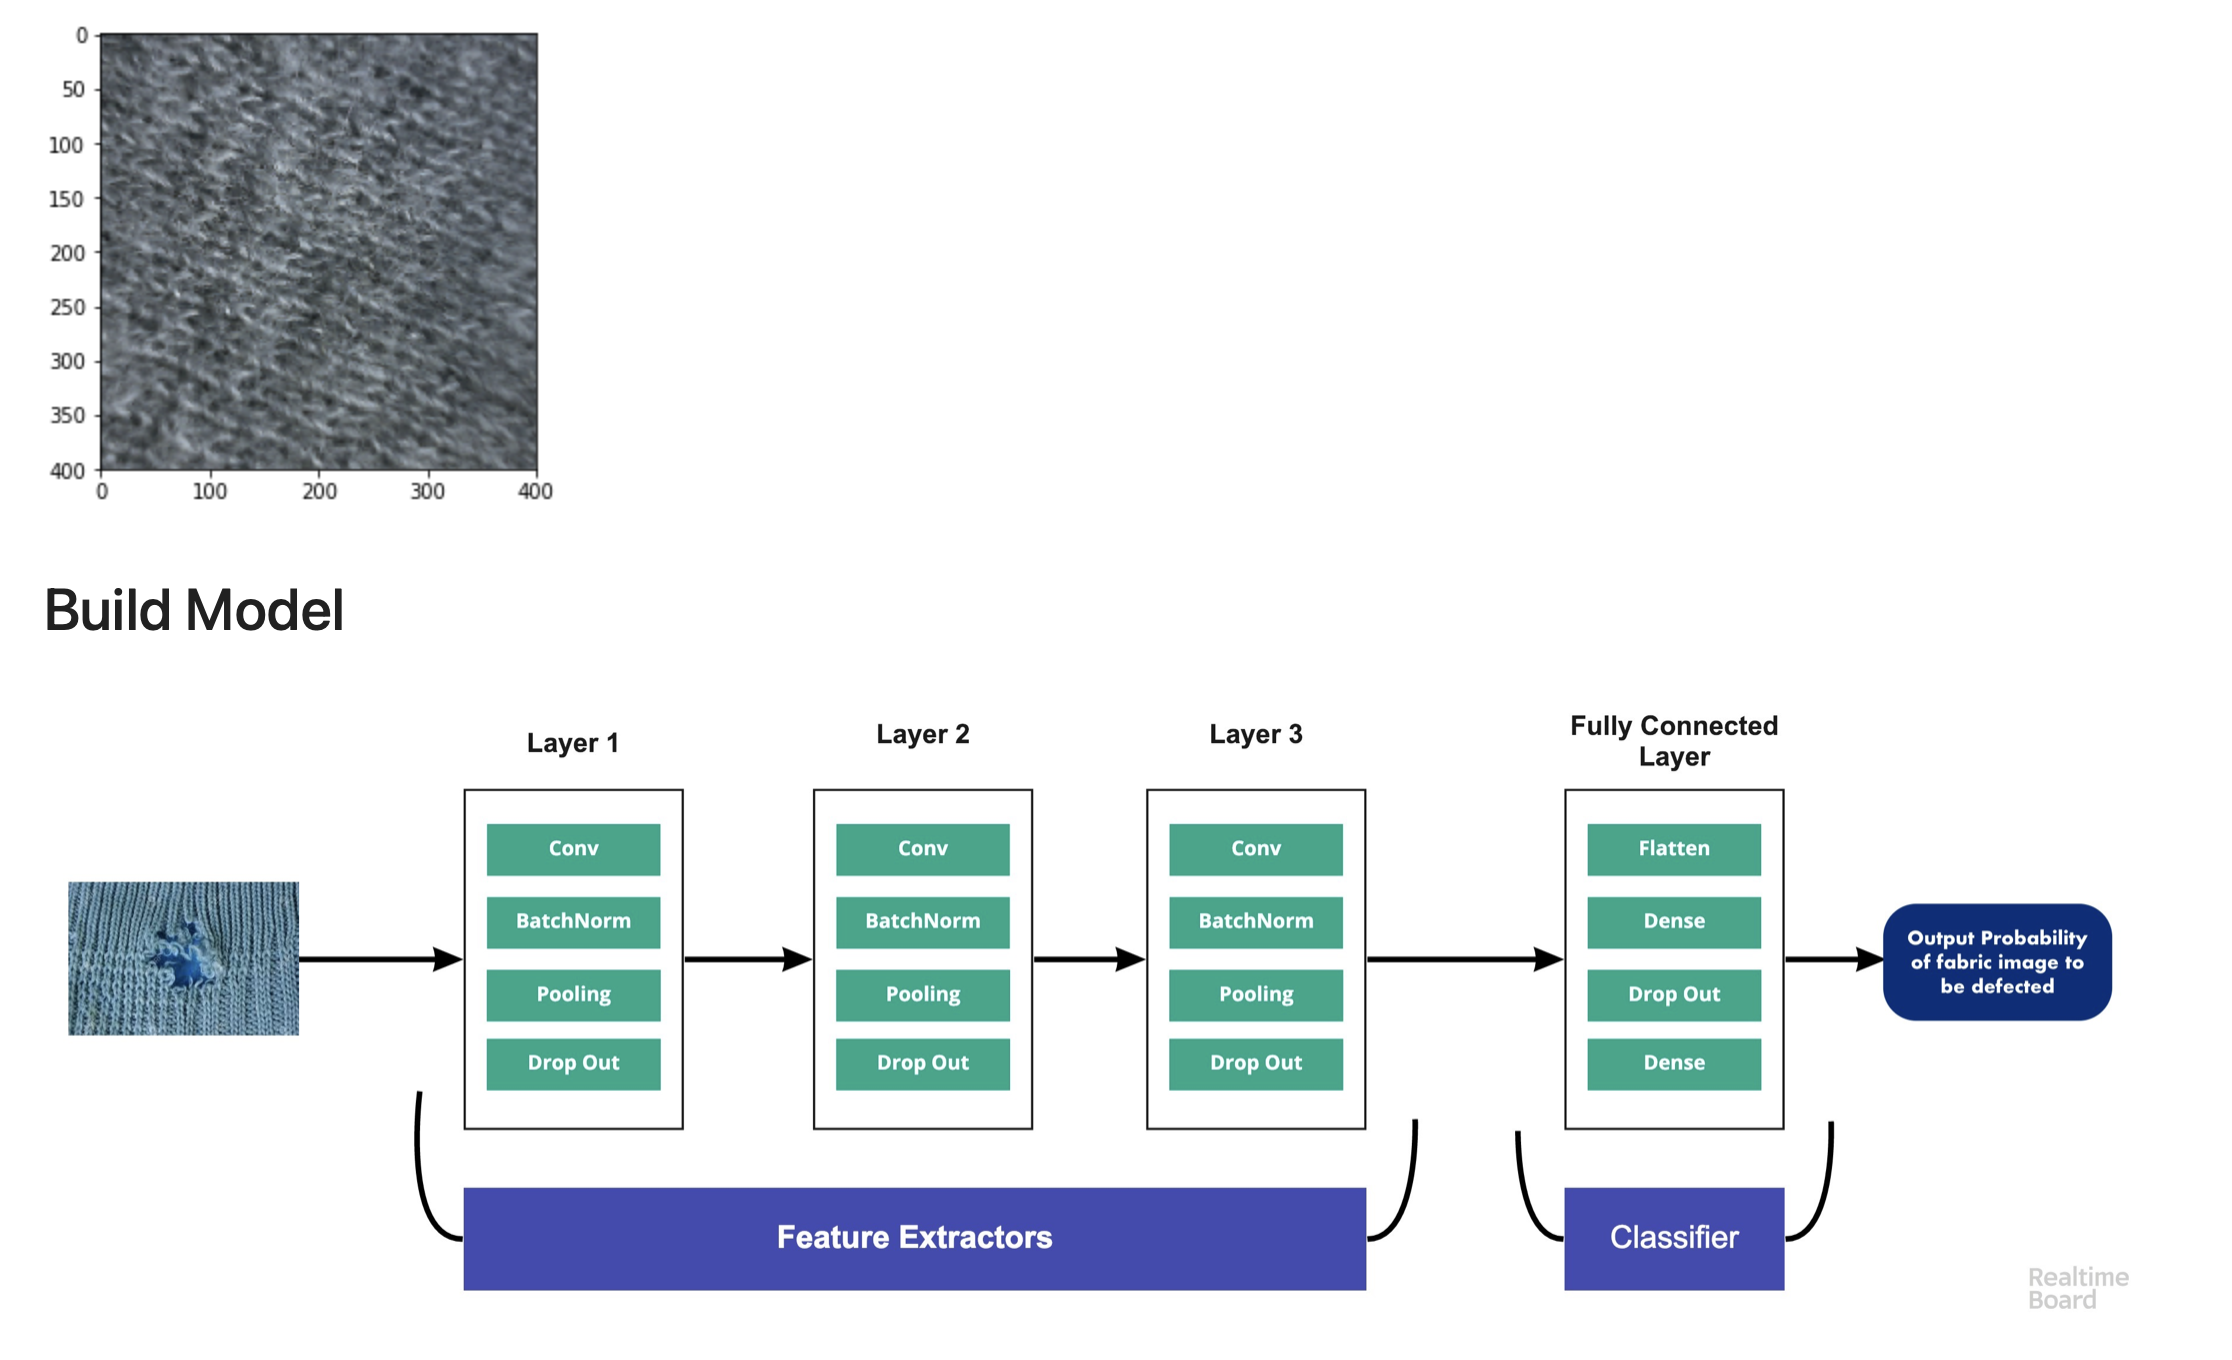 0
50
100
150
200
250
300
350
400
0 100 200 300 400
Build Model
Layer 1
Layer 2
Layer 3
Fully Connected
Layer
Conv
BatchNorm
Pooling
Drop Out
Conv
BatchNorm
Pooling
Drop Out
Conv
BatchNorm
Pooling
Drop Out
Flatten
Dense
Drop Out
Dense
Output Probability
of fabric image to
be defected
Feature Extractors
Classifier
Realtime
Board